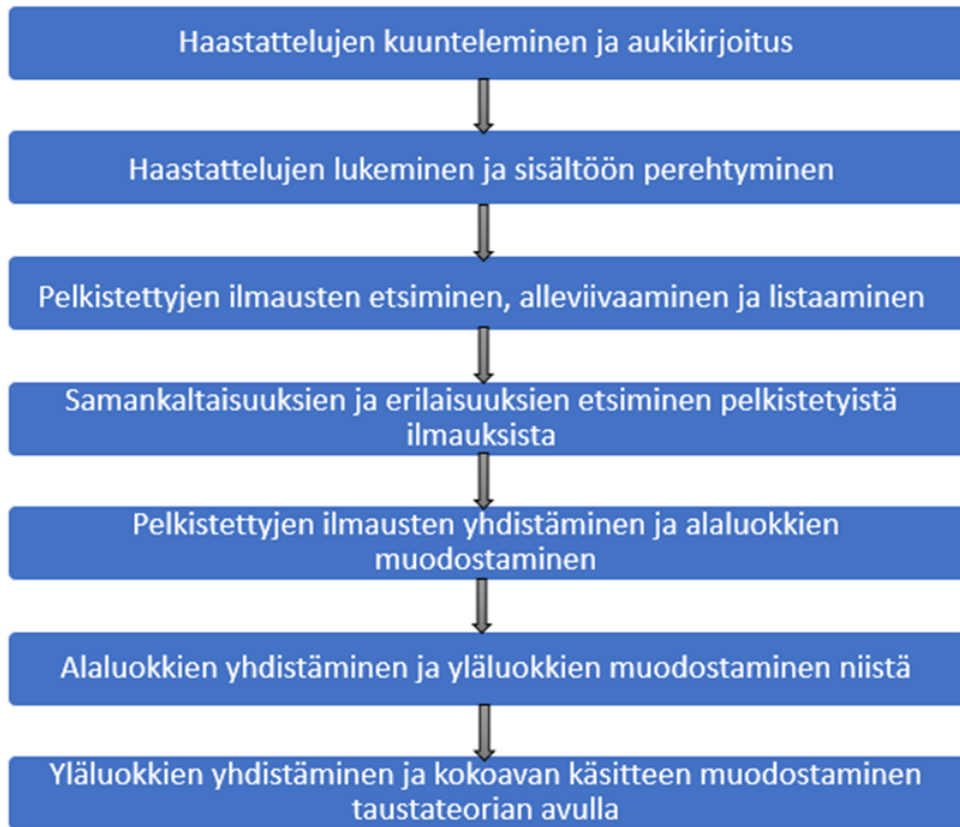 Haastattelujen kuunteleminen ja aukikirjoitus
Haastattelujen lukeminen ja sisältöön perehtyminen
Pelkistettyjen ilmausten etsiminen, alleviivaaminen ja listaaminen
Samankaltaisuuksien ja erilaisuuksien etsiminen pelkistetyistä
ilmauksista
Pelkistettyjen ilmausten yhdistäminen ja alaluokkien
muodostaminen
Alaluokkien yhdistäminen ja yläluokkien muodostaminen niistä
Yläluokkien yhdistäminen ja kokoavan käsitteen muodostaminen
taustateorian avulla